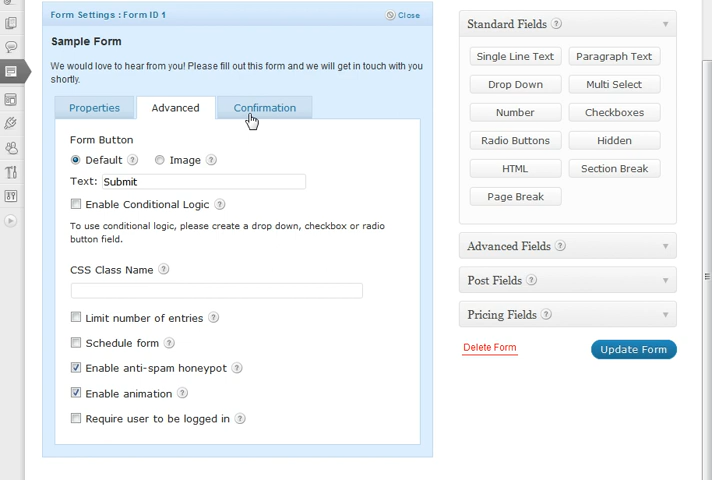 Form Settings : Form ID 1
Close
Sample Form
We would love to hear from you! Please fill out this form and we will get in touch with you
shortly.
Properties
Advanced
Confirmation
Form Button
Default ?
Image ?
Text: Submit
Enable Conditional Logic ?
To use conditional logic, please create a drop down, checkbox or radio
button field.
CSS Class Name ?
Limit number of entries ?
Schedule form ?
Enable anti-spam honeypot ?
Enable animation ?
Require user to be logged in ?
Standard Fields ?
Single Line Text
Paragraph Text
Drop Down
Multi Select
Number
Checkboxes
Radio Buttons
Hidden
HTML
Section Break
Page Break
Advanced Fields ?
Post Fields ?
Pricing Fields ?
Delete Form
Update Form